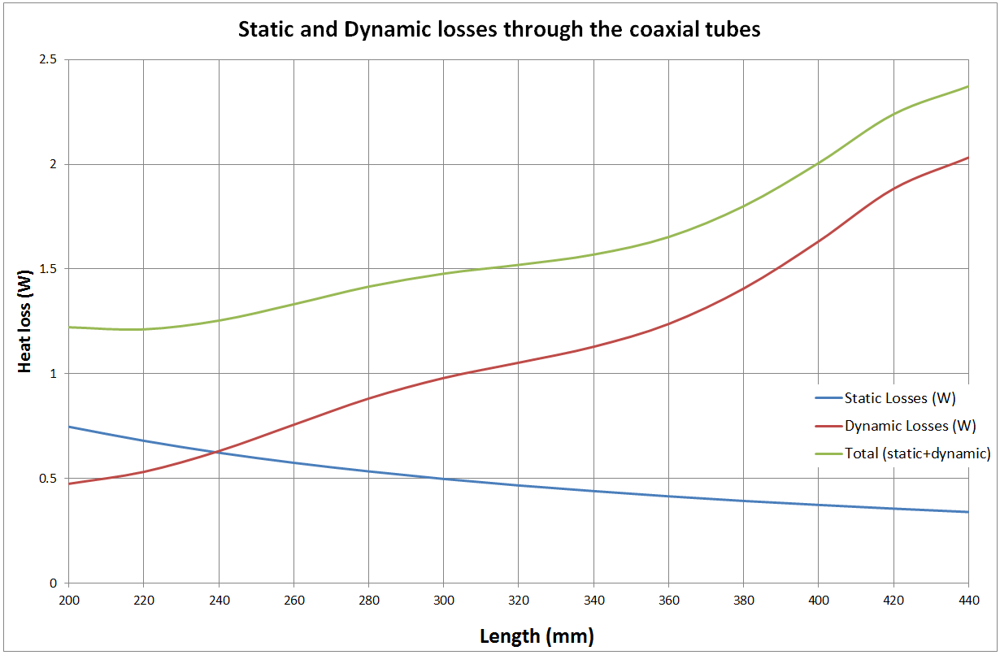 Static and Dynamic losses through the coaxial tubes
2.5
2
1.5
1
0.5
0
Heat loss (W)
Static Losses (W)
Dynamic Losses (W)
Total (static+dynamic)
200 220 240 260 280 300 320 340 360 380 400 420 440
Length (mm)